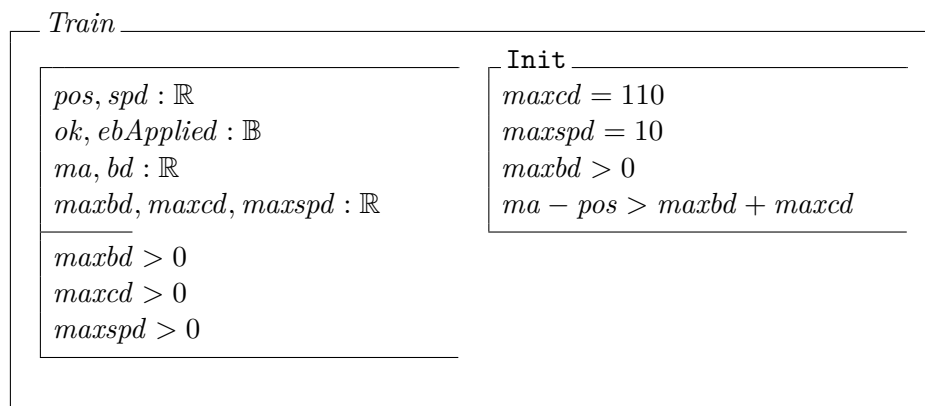 Train
pos, spd : ℝ
ok, ebApplied : 𝔹
ma, bd : ℝ
maxbd, maxcd, maxspd : ℝ
maxbd > 0
maxcd > 0
maxspd > 0
Init
maxcd = 110
maxspd = 10
maxbd > 0
ma − pos > maxbd + maxcd